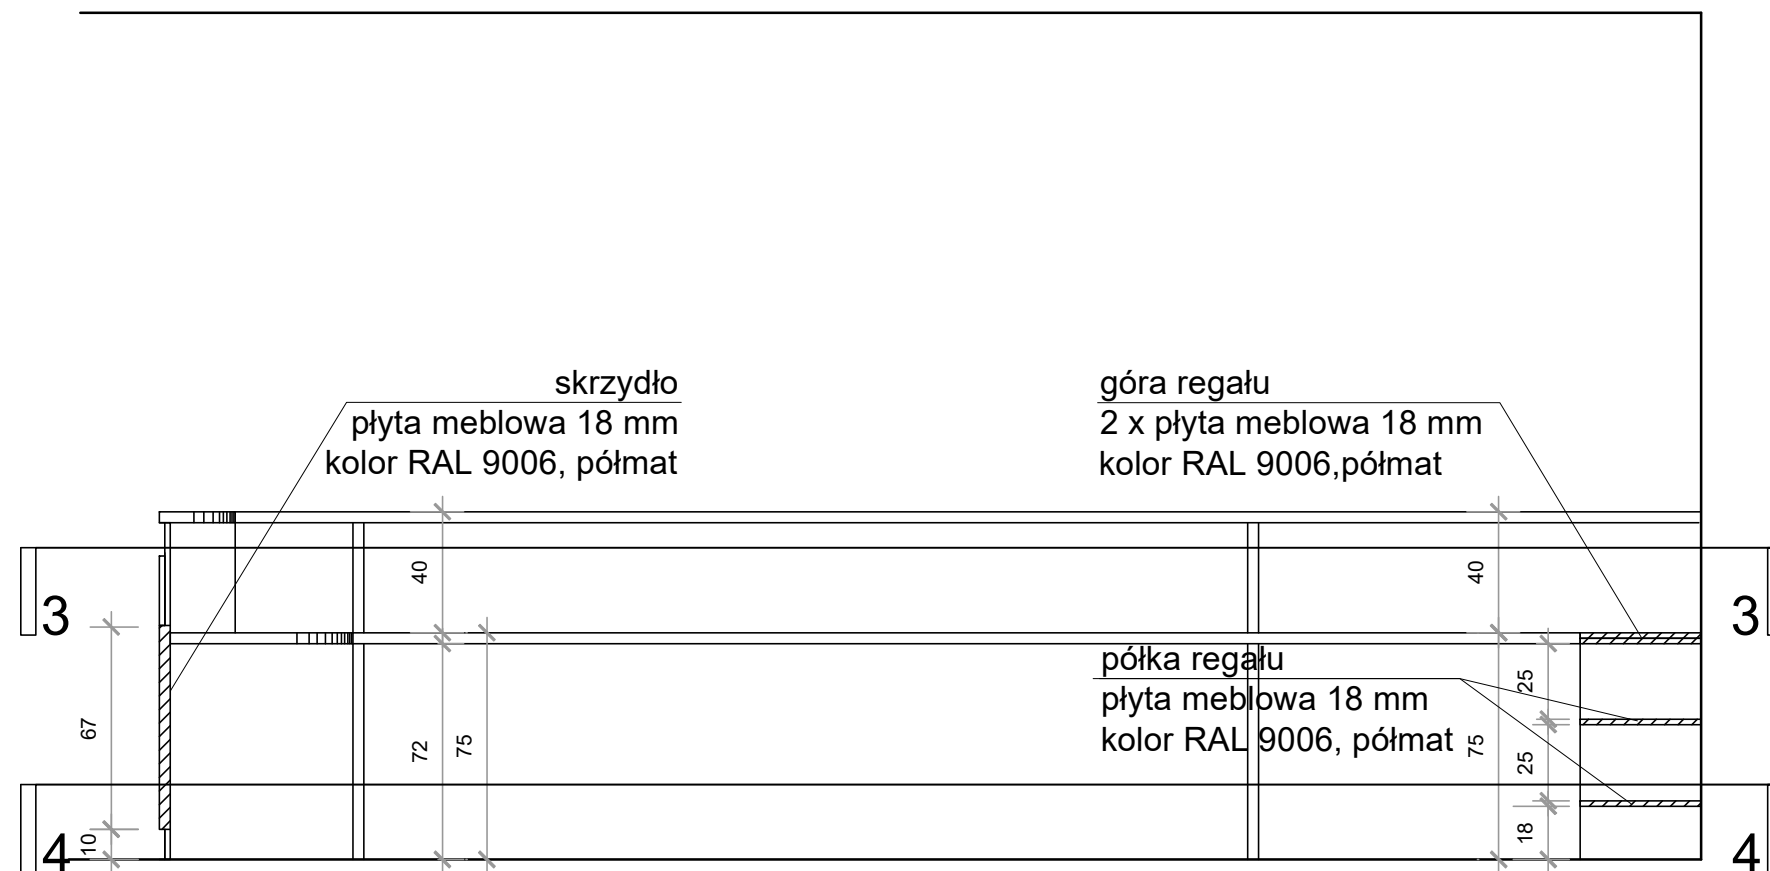 skrzydło
płyta meblowa 18 mm
kolor RAL 9006, półmat
góra regału
2 x płyta meblowa 18 mm
kolor RAL 9006,półmat
40
40
3
3
półka regału
płyta meblowa 18 mm
kolor RAL 9006, półmat
25
67
72
75
75
25
18
10
4
4